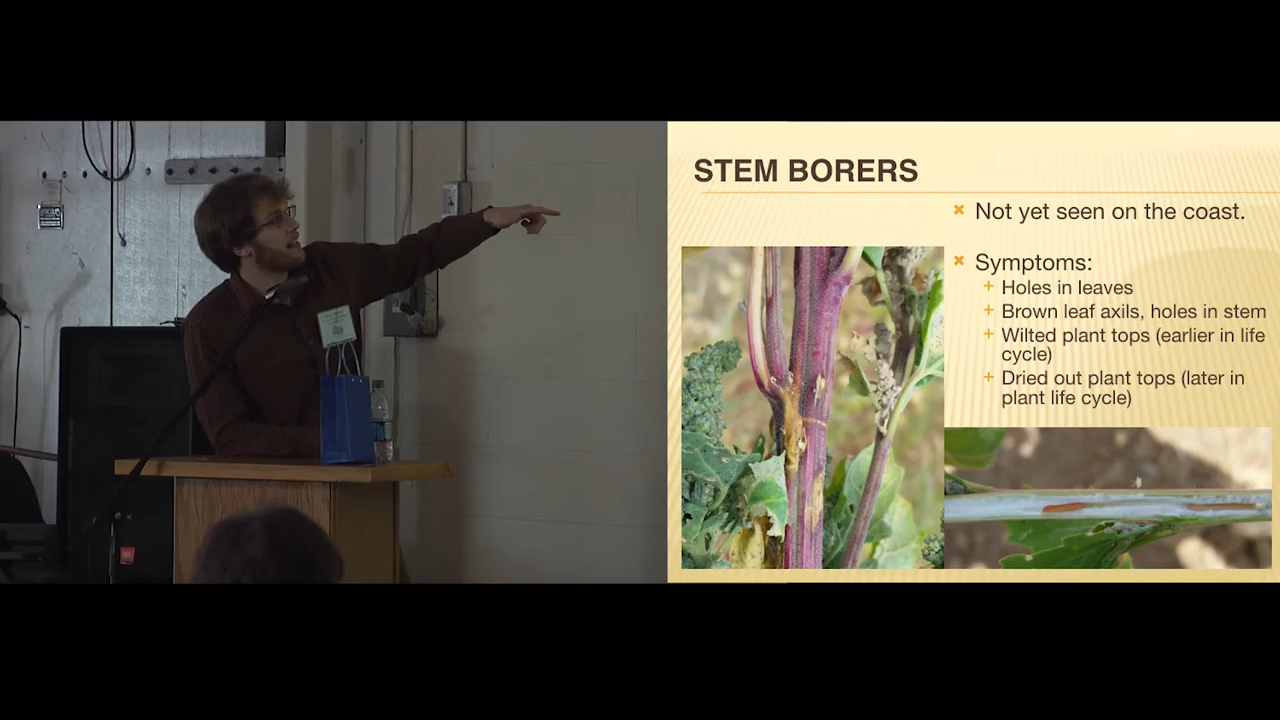 STEM BORERS
Not yet seen on the coast.
Symptoms:
Holes in leaves
Brown leaf axils, holes in stem
Wilted plant tops (earlier in life
cycle)
Dried out plant tops (later in
plant life cycle)